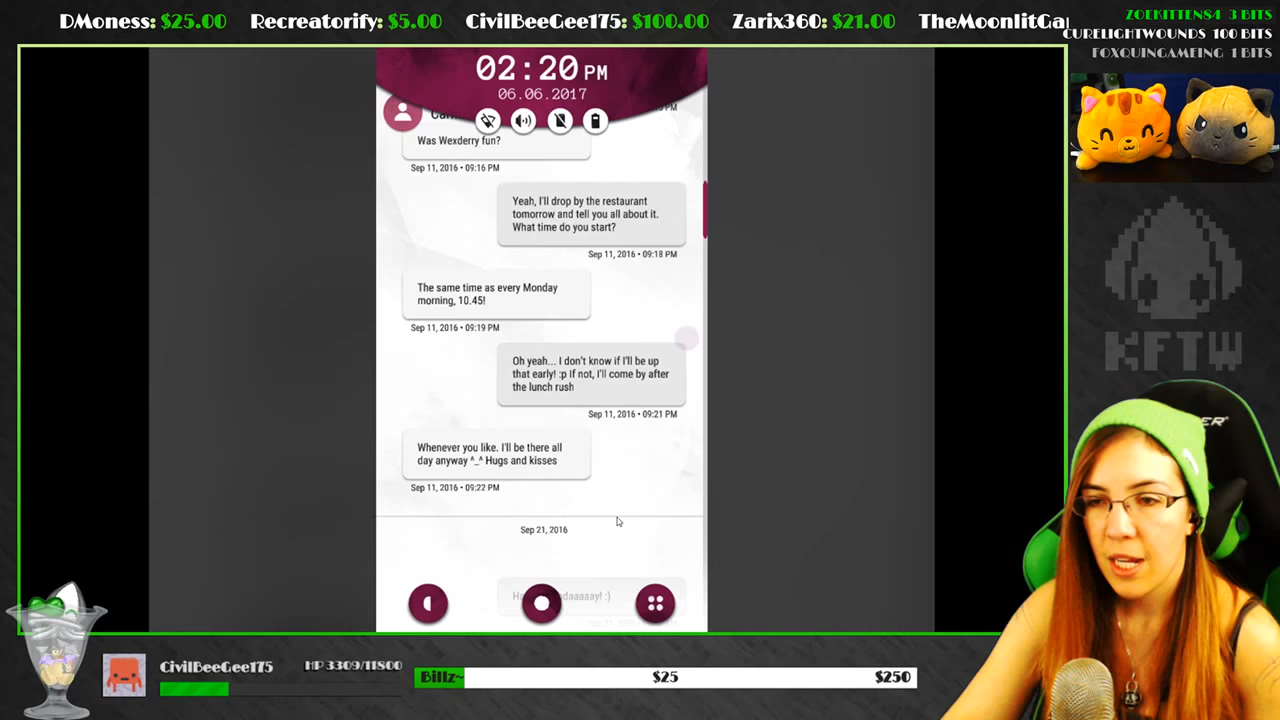 DMoness: $25.00 Recreatorify: $5.00 CivilBeeGee175: $100.00 Zarix360: $21.00
ZOEKITTENS4 3 BITS
CURELIGHTWOUNDS 100 BITS
FOXQUINGAMEING 1 BITS
02:20 PM
06.06.2017
Was Wexderry fun?
Sep 11, 2016 • 09:16 PM
Yeah, I'll drop by the restaurant
tomorrow and tell you all about it.
What time do you start?
Sep 11, 2016 • 09:18 PM
The same time as every Monday
morning, 10.45!
Sep 11, 2016 • 09:19 PM
Oh yeah... I don't know if I'll be up
that early! :p If not, I'll come by after
the lunch rush
Sep 11, 2016 • 09:21 PM
Whenever you like. I'll be there all
day anyway ^_^ Hugs and kisses
Sep 11, 2016 • 09:22 PM
Sep 21, 2016
KFTW
CivilBeeGee175 HP 3309/11800
Billz~ $25 $250